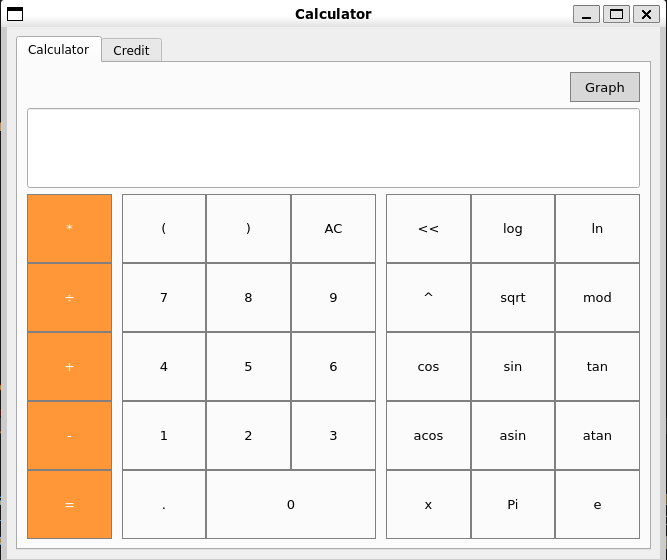 Calculator
Calculator Credit
Graph
* ( ) AC << log ln
÷ 7 8 9 ^ sqrt mod
+ 4 5 6 cos sin tan
- 1 2 3 acos asin atan
= . 0 x Pi e